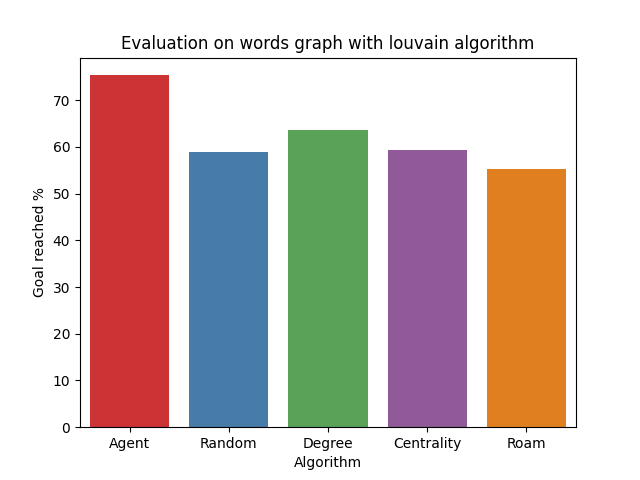 Evaluation on words graph with louvain algorithm
70
60
50
40
30
20
10
0
Goal reached %
Agent
Random
Degree
Centrality
Roam
Algorithm